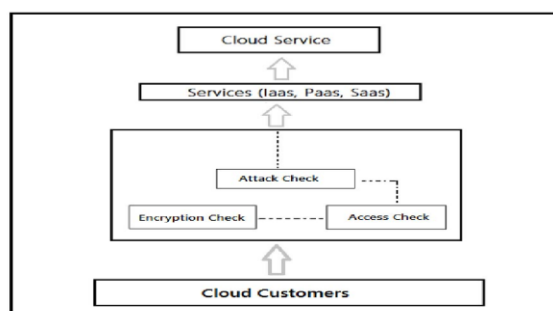 Cloud Service
Services (Iaas, Paas, Saas)
Attack Check
Encryption Check
Access Check
Cloud Customers